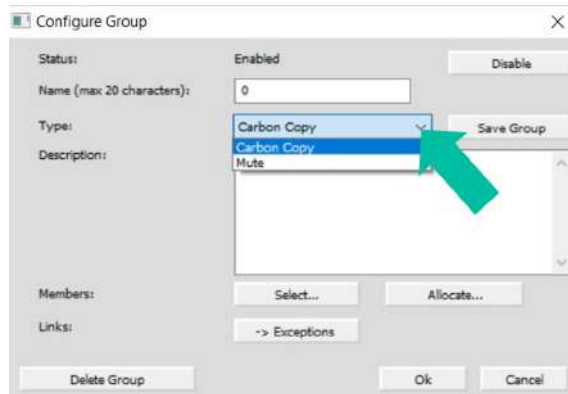 Configure Group
Status:
Enabled
Disable
Name (max 20 characters):
0
Type:
Carbon Copy
Save Group
Carbon Copy
Mute
Description:
Members:
Select...
Allocate...
Links:
-> Exceptions
Delete Group
Ok
Cancel